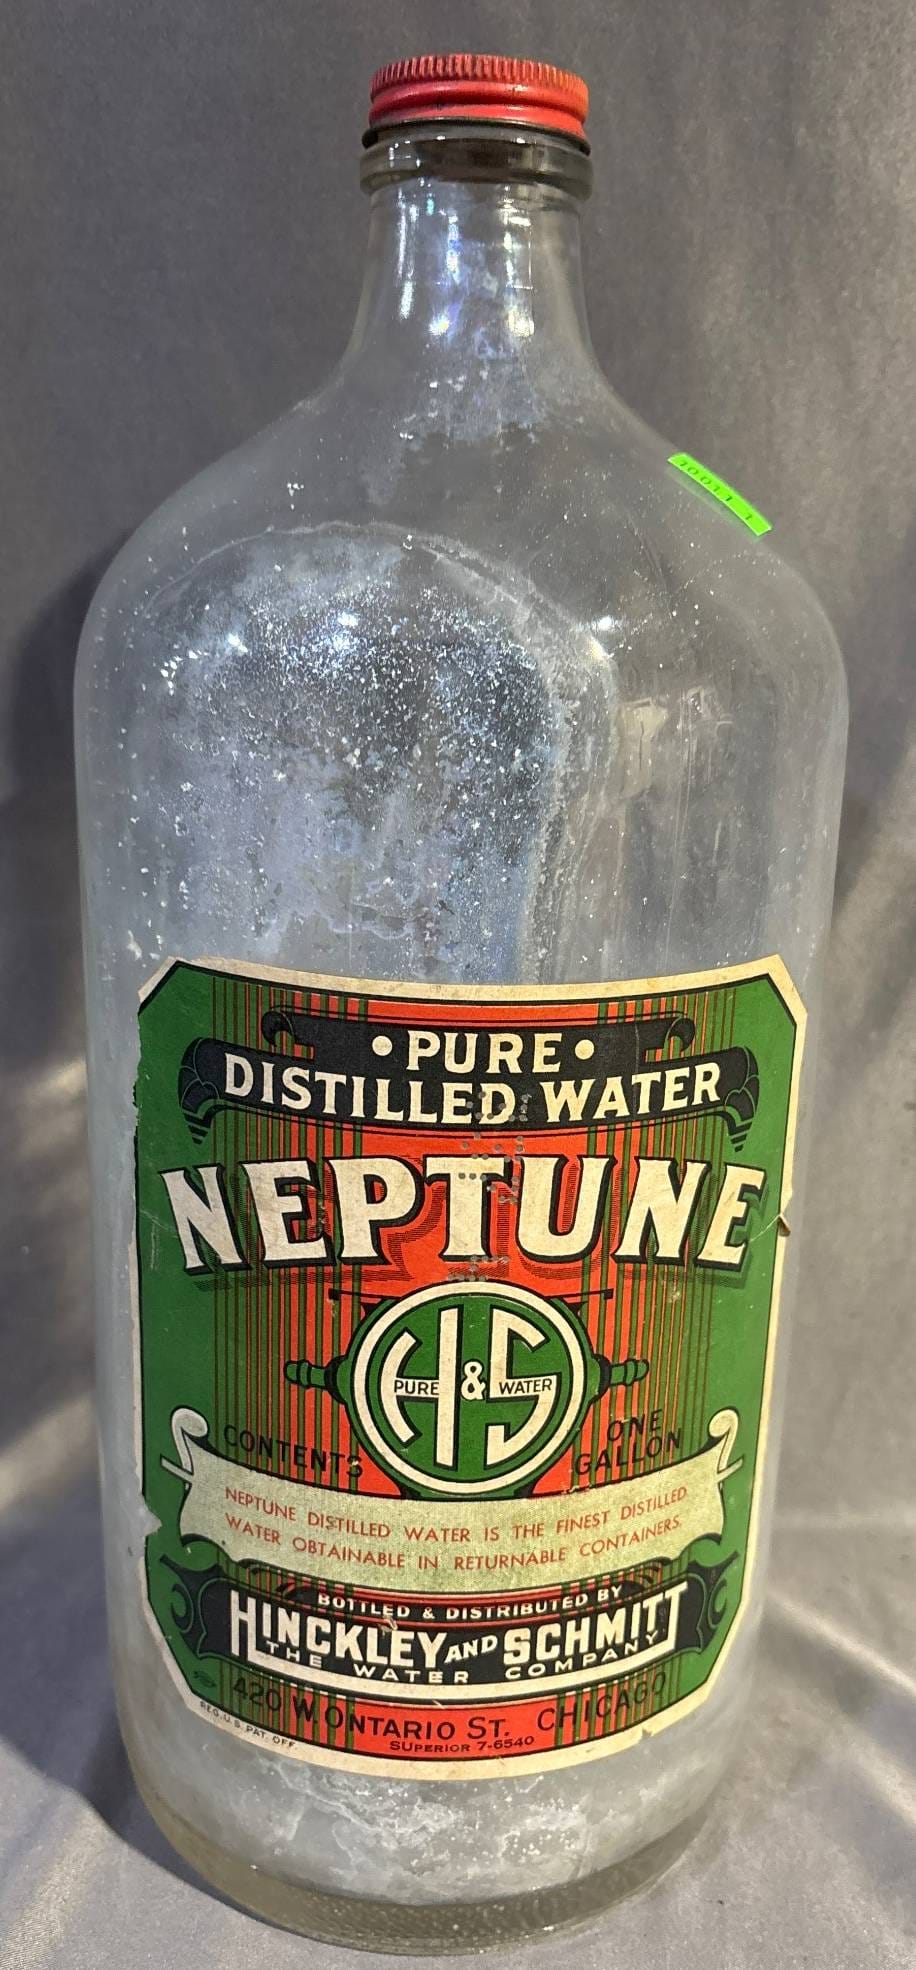 10011 1
• PURE •
DISTILLED WATER
NEPTUNE
H & S
PURE WATER
CONTENTS
ONE
GALLON
NEPTUNE DISTILLED WATER IS THE FINEST DISTILLED
WATER OBTAINABLE IN RETURNABLE CONTAINERS.
BOTTLED & DISTRIBUTED BY
HINCKLEY AND SCHMITT
THE WATER COMPANY
420 W. ONTARIO ST. CHICAGO
SUPERIOR 7-6540
REG. U.S. PAT. OFF.